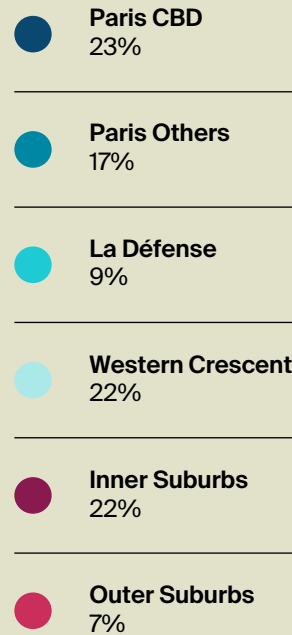 Paris CBD
23%
Paris Others
17%
La Défense
9%
Western Crescent
22%
Inner Suburbs
22%
Outer Suburbs
7%